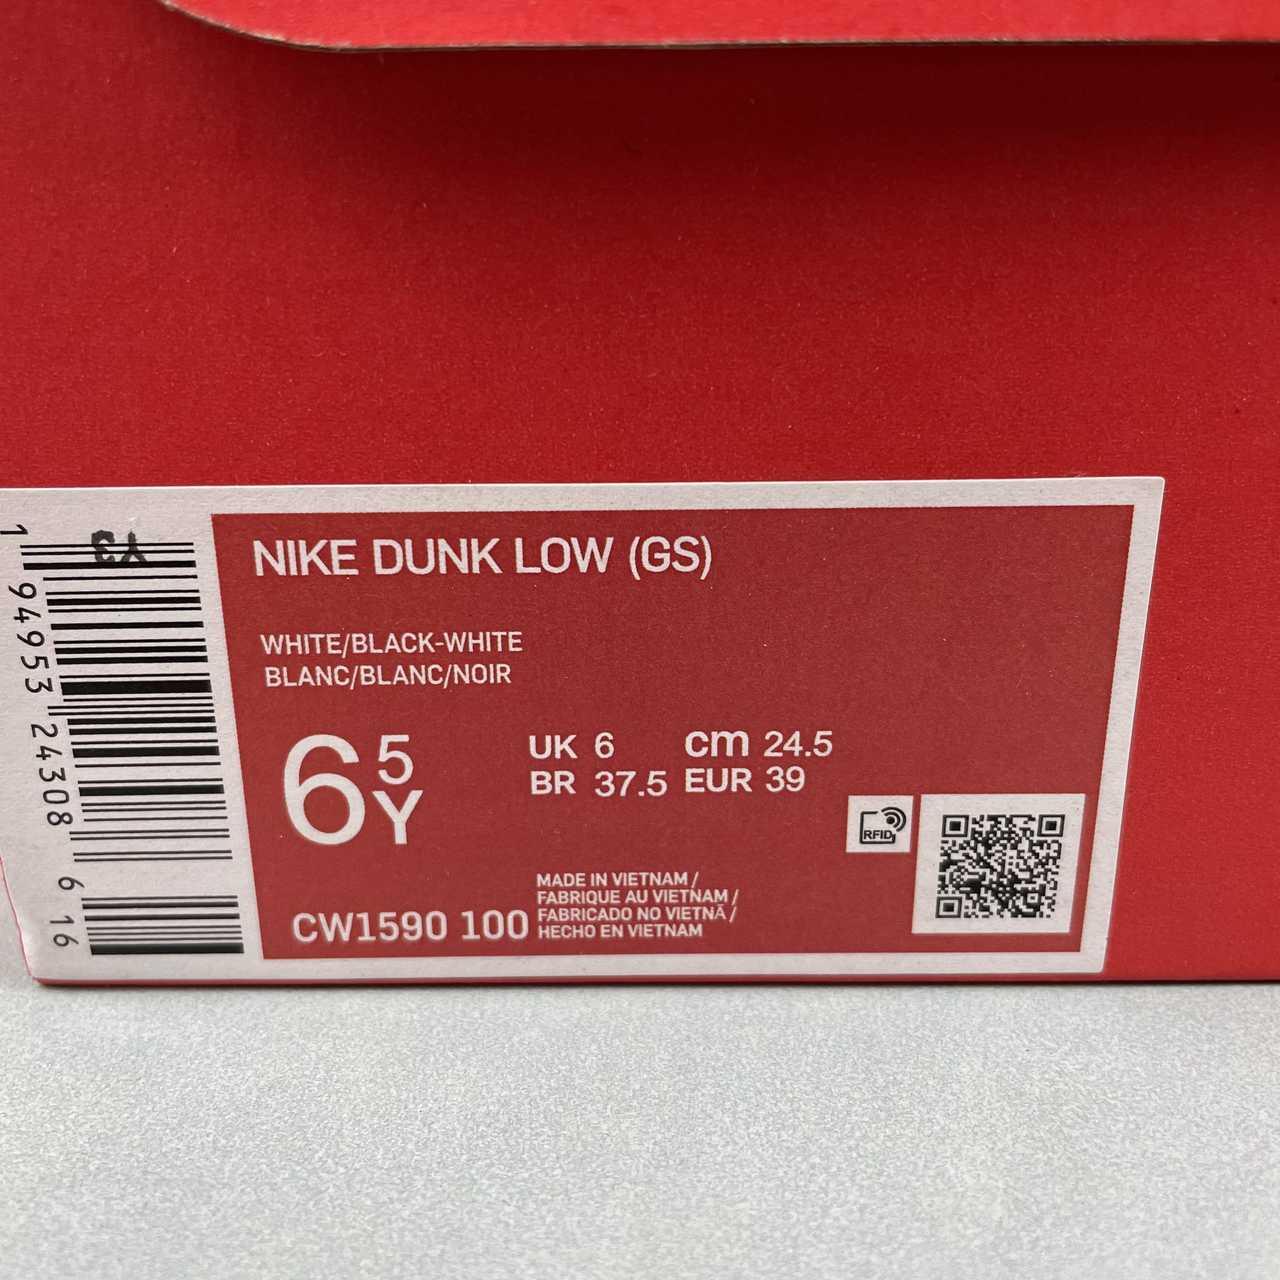 NIKE DUNK LOW (GS)
WHITE/BLACK-WHITE
BLANC/BLANC/NOIR
6 5Y
UK 6 cm 24.5
BR 37.5 EUR 39
RFID
CW1590 100
MADE IN VIETNAM /
FABRIQUE AU VIETNAM /
FABRICADO NO VIETNÃ /
HECHO EN VIETNAM
Y3
1 94953 24308 6 16